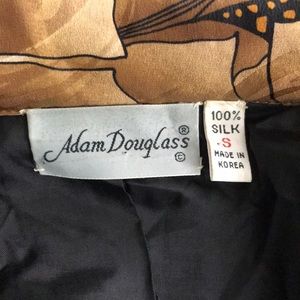 Adam Douglass®
©
100%
SILK
S
MADE IN
KOREA